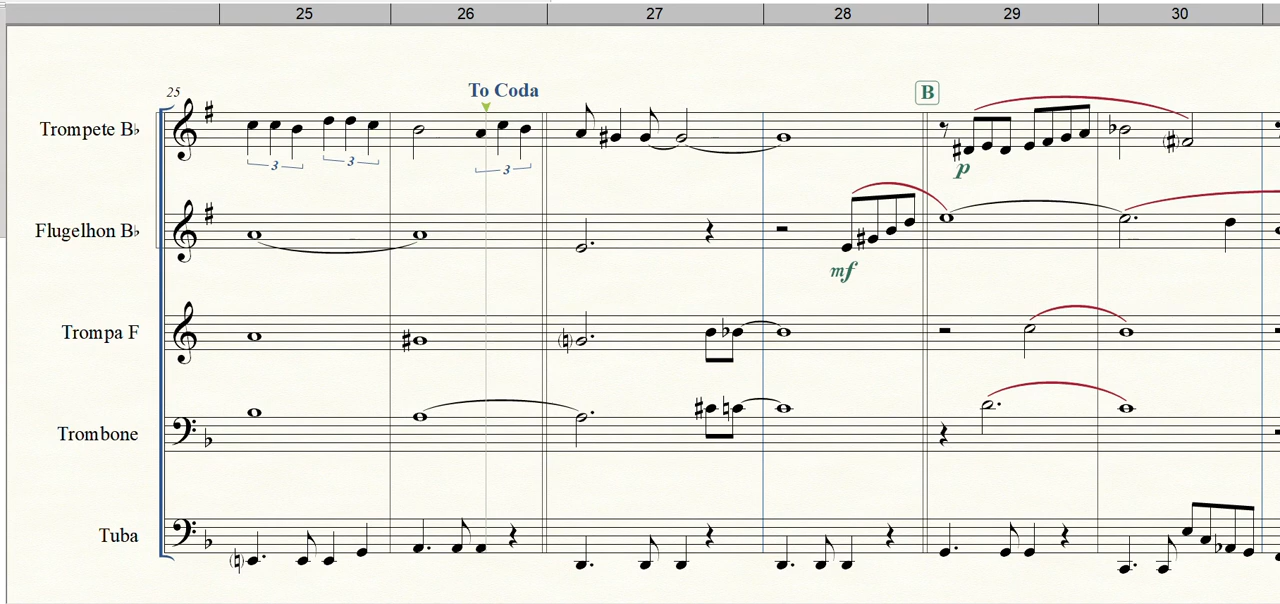 25 26 27 28 29 30
25 To Coda B
Trompete B♭
3 3 3
p
Flugelhon B♭
mf
Trompa F
Trombone
Tuba